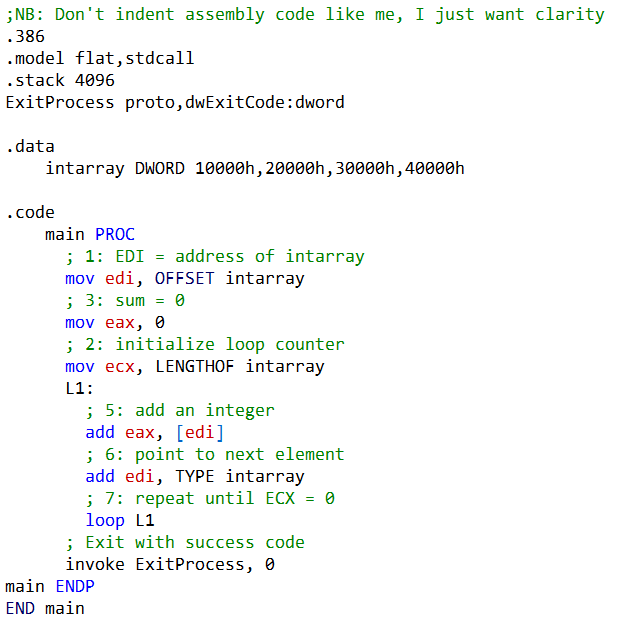 ;NB: Don't indent assembly code like me, I just want clarity
.386
.model flat,stdcall
.stack 4096
ExitProcess proto,dwExitCode:dword

.data
    intarray DWORD 10000h,20000h,30000h,40000h

.code
    main PROC
      ; 1: EDI = address of intarray
      mov edi, OFFSET intarray
      ; 3: sum = 0
      mov eax, 0
      ; 2: initialize loop counter
      mov ecx, LENGTHOF intarray
      L1:
        ; 5: add an integer
        add eax, [edi]
        ; 6: point to next element
        add edi, TYPE intarray
        ; 7: repeat until ECX = 0
        loop L1
      ; Exit with success code
      invoke ExitProcess, 0
main ENDP
END main